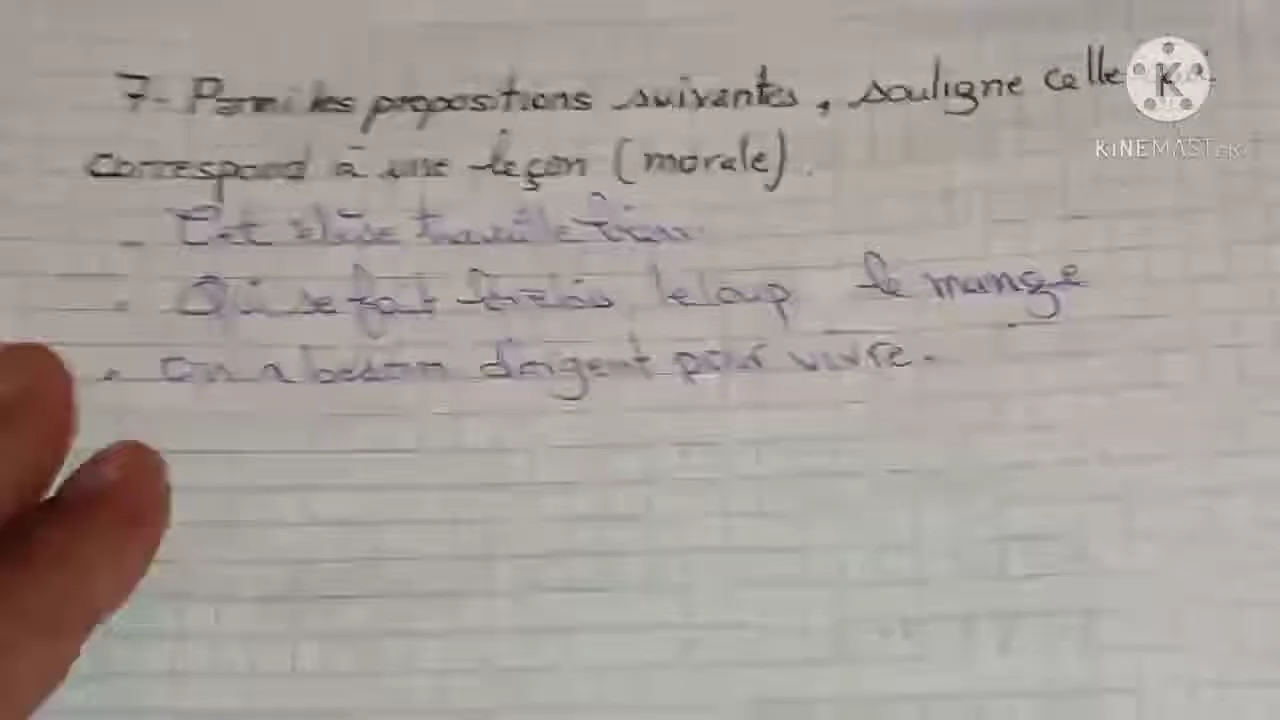 7- Parmi les propositions suivantes, souligne celle
correspond à une leçon (morale).
- Cet élève travaille bien
- Qui se fait brebis, le loup le mange
- on a besoin d'argent pour vivre.
KINEMASTER